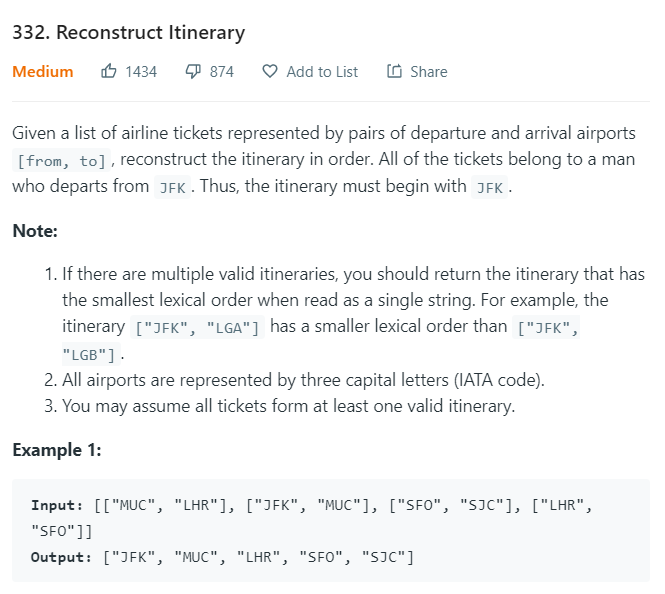 332. Reconstruct Itinerary
Medium 1434 874 Add to List Share
Given a list of airline tickets represented by pairs of departure and arrival airports
[from, to] , reconstruct the itinerary in order. All of the tickets belong to a man
who departs from JFK . Thus, the itinerary must begin with JFK .
Note:
1. If there are multiple valid itineraries, you should return the itinerary that has
the smallest lexical order when read as a single string. For example, the
itinerary ["JFK", "LGA"] has a smaller lexical order than ["JFK",
"LGB"] .
2. All airports are represented by three capital letters (IATA code).
3. You may assume all tickets form at least one valid itinerary.
Example 1:
Input: [["MUC", "LHR"], ["JFK", "MUC"], ["SFO", "SJC"], ["LHR",
"SFO"]]
Output: ["JFK", "MUC", "LHR", "SFO", "SJC"]